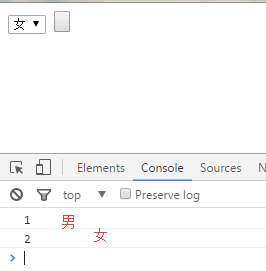 女 ▼
Elements Console Sources N
top ▼ Preserve log
1 男
2 女
>